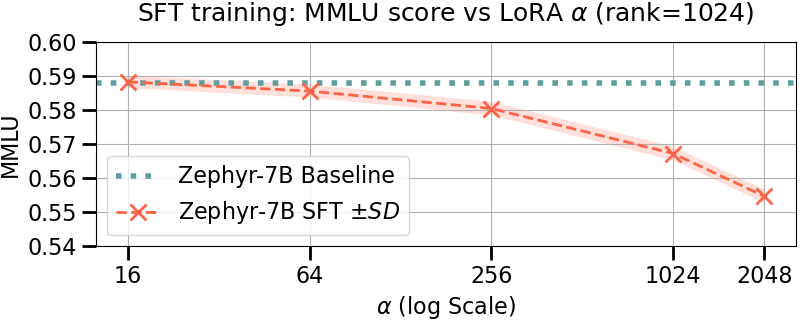 SFT training: MMLU score vs LoRA α (rank=1024)
MMLU
0.60
0.59
0.58
0.57
0.56
0.55
0.54
Zephyr-7B Baseline
Zephyr-7B SFT ±SD
16 64 256 1024 2048
α (log Scale)